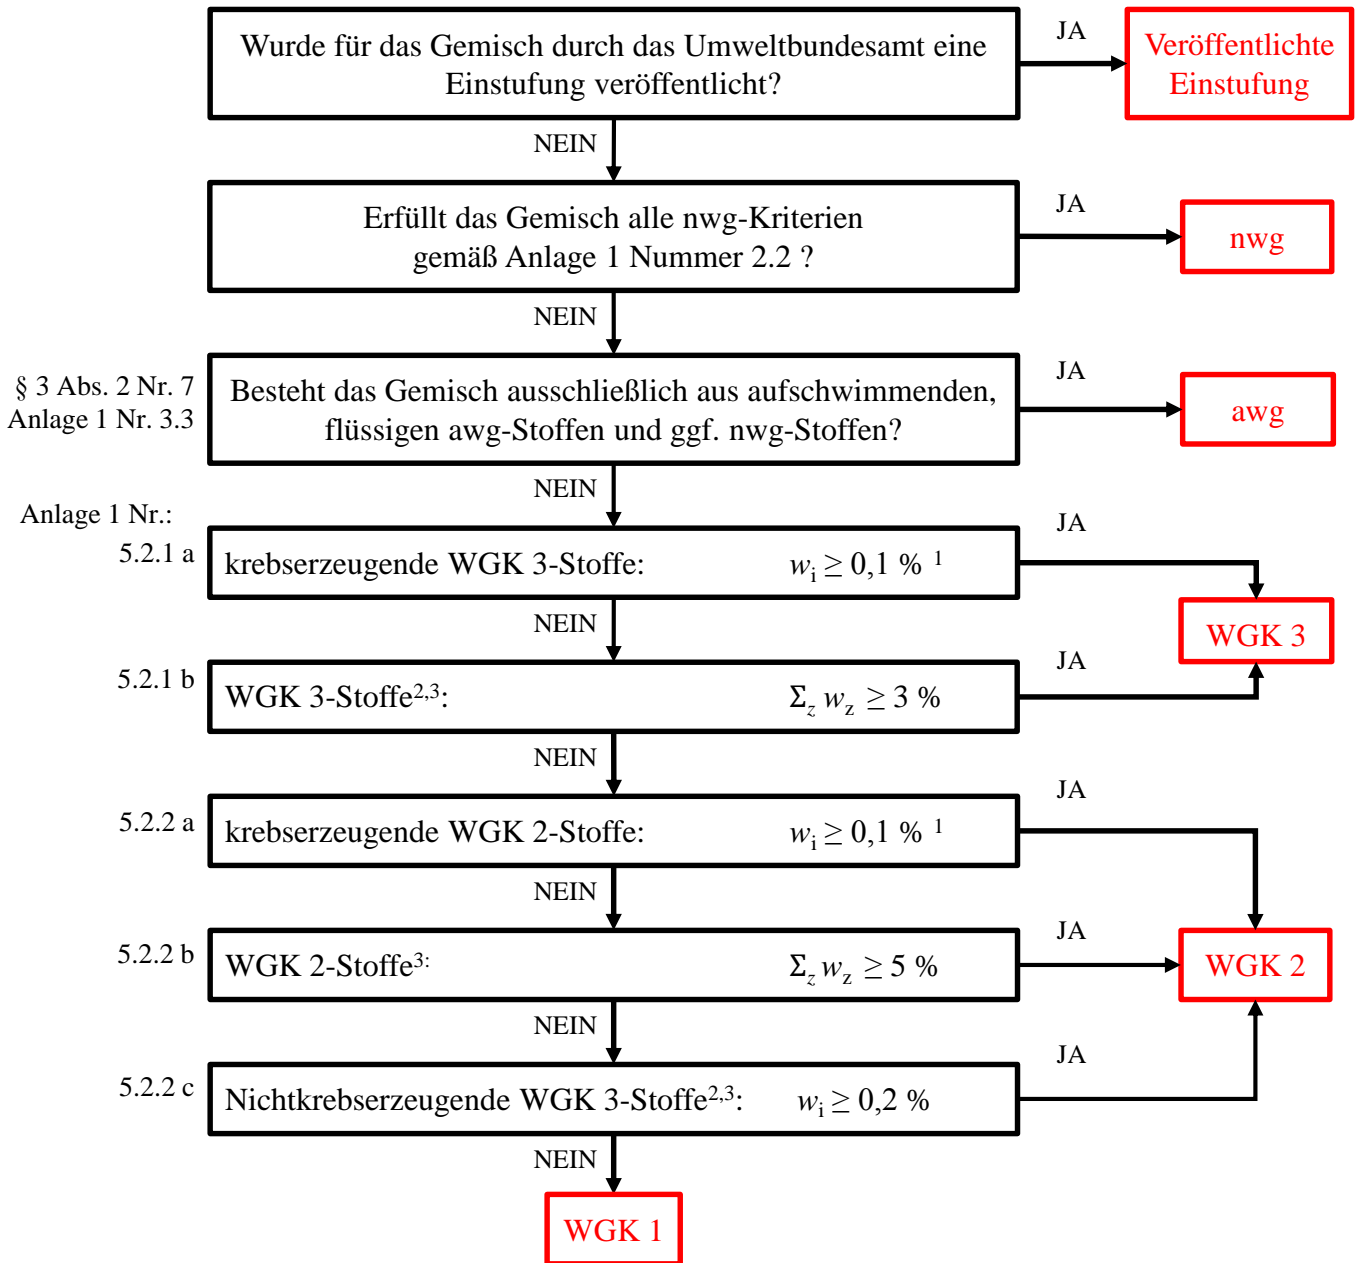 Wurde für das Gemisch durch das Umweltbundesamt eine
Einstufung veröffentlicht?
JA
Veröffentlichte
Einstufung
NEIN
Erfüllt das Gemisch alle nwg-Kriterien
gemäß Anlage 1 Nummer 2.2 ?
JA
nwg
NEIN
§ 3 Abs. 2 Nr. 7
Anlage 1 Nr. 3.3
Besteht das Gemisch ausschließlich aus aufschwimmenden,
flüssigen awg-Stoffen und ggf. nwg-Stoffen?
JA
awg
NEIN
Anlage 1 Nr.:
5.2.1 a
krebserzeugende WGK 3-Stoffe: wᵢ ≥ 0,1 % ¹
JA
WGK 3
NEIN
5.2.1 b
WGK 3-Stoffe²,³: Σ_z w_z ≥ 3 %
JA
NEIN
5.2.2 a
krebserzeugende WGK 2-Stoffe: wᵢ ≥ 0,1 % ¹
JA
NEIN
5.2.2 b
WGK 2-Stoffe³: Σ_z w_z ≥ 5 %
JA
WGK 2
NEIN
5.2.2 c
Nichtkrebserzeugende WGK 3-Stoffe²,³: wᵢ ≥ 0,2 %
JA
NEIN
WGK 1